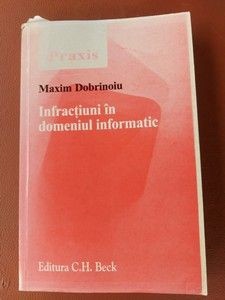 Praxis
Maxim Dobrinoiu
Infracțiuni în
domeniul informatic
Editura C.H. Beck